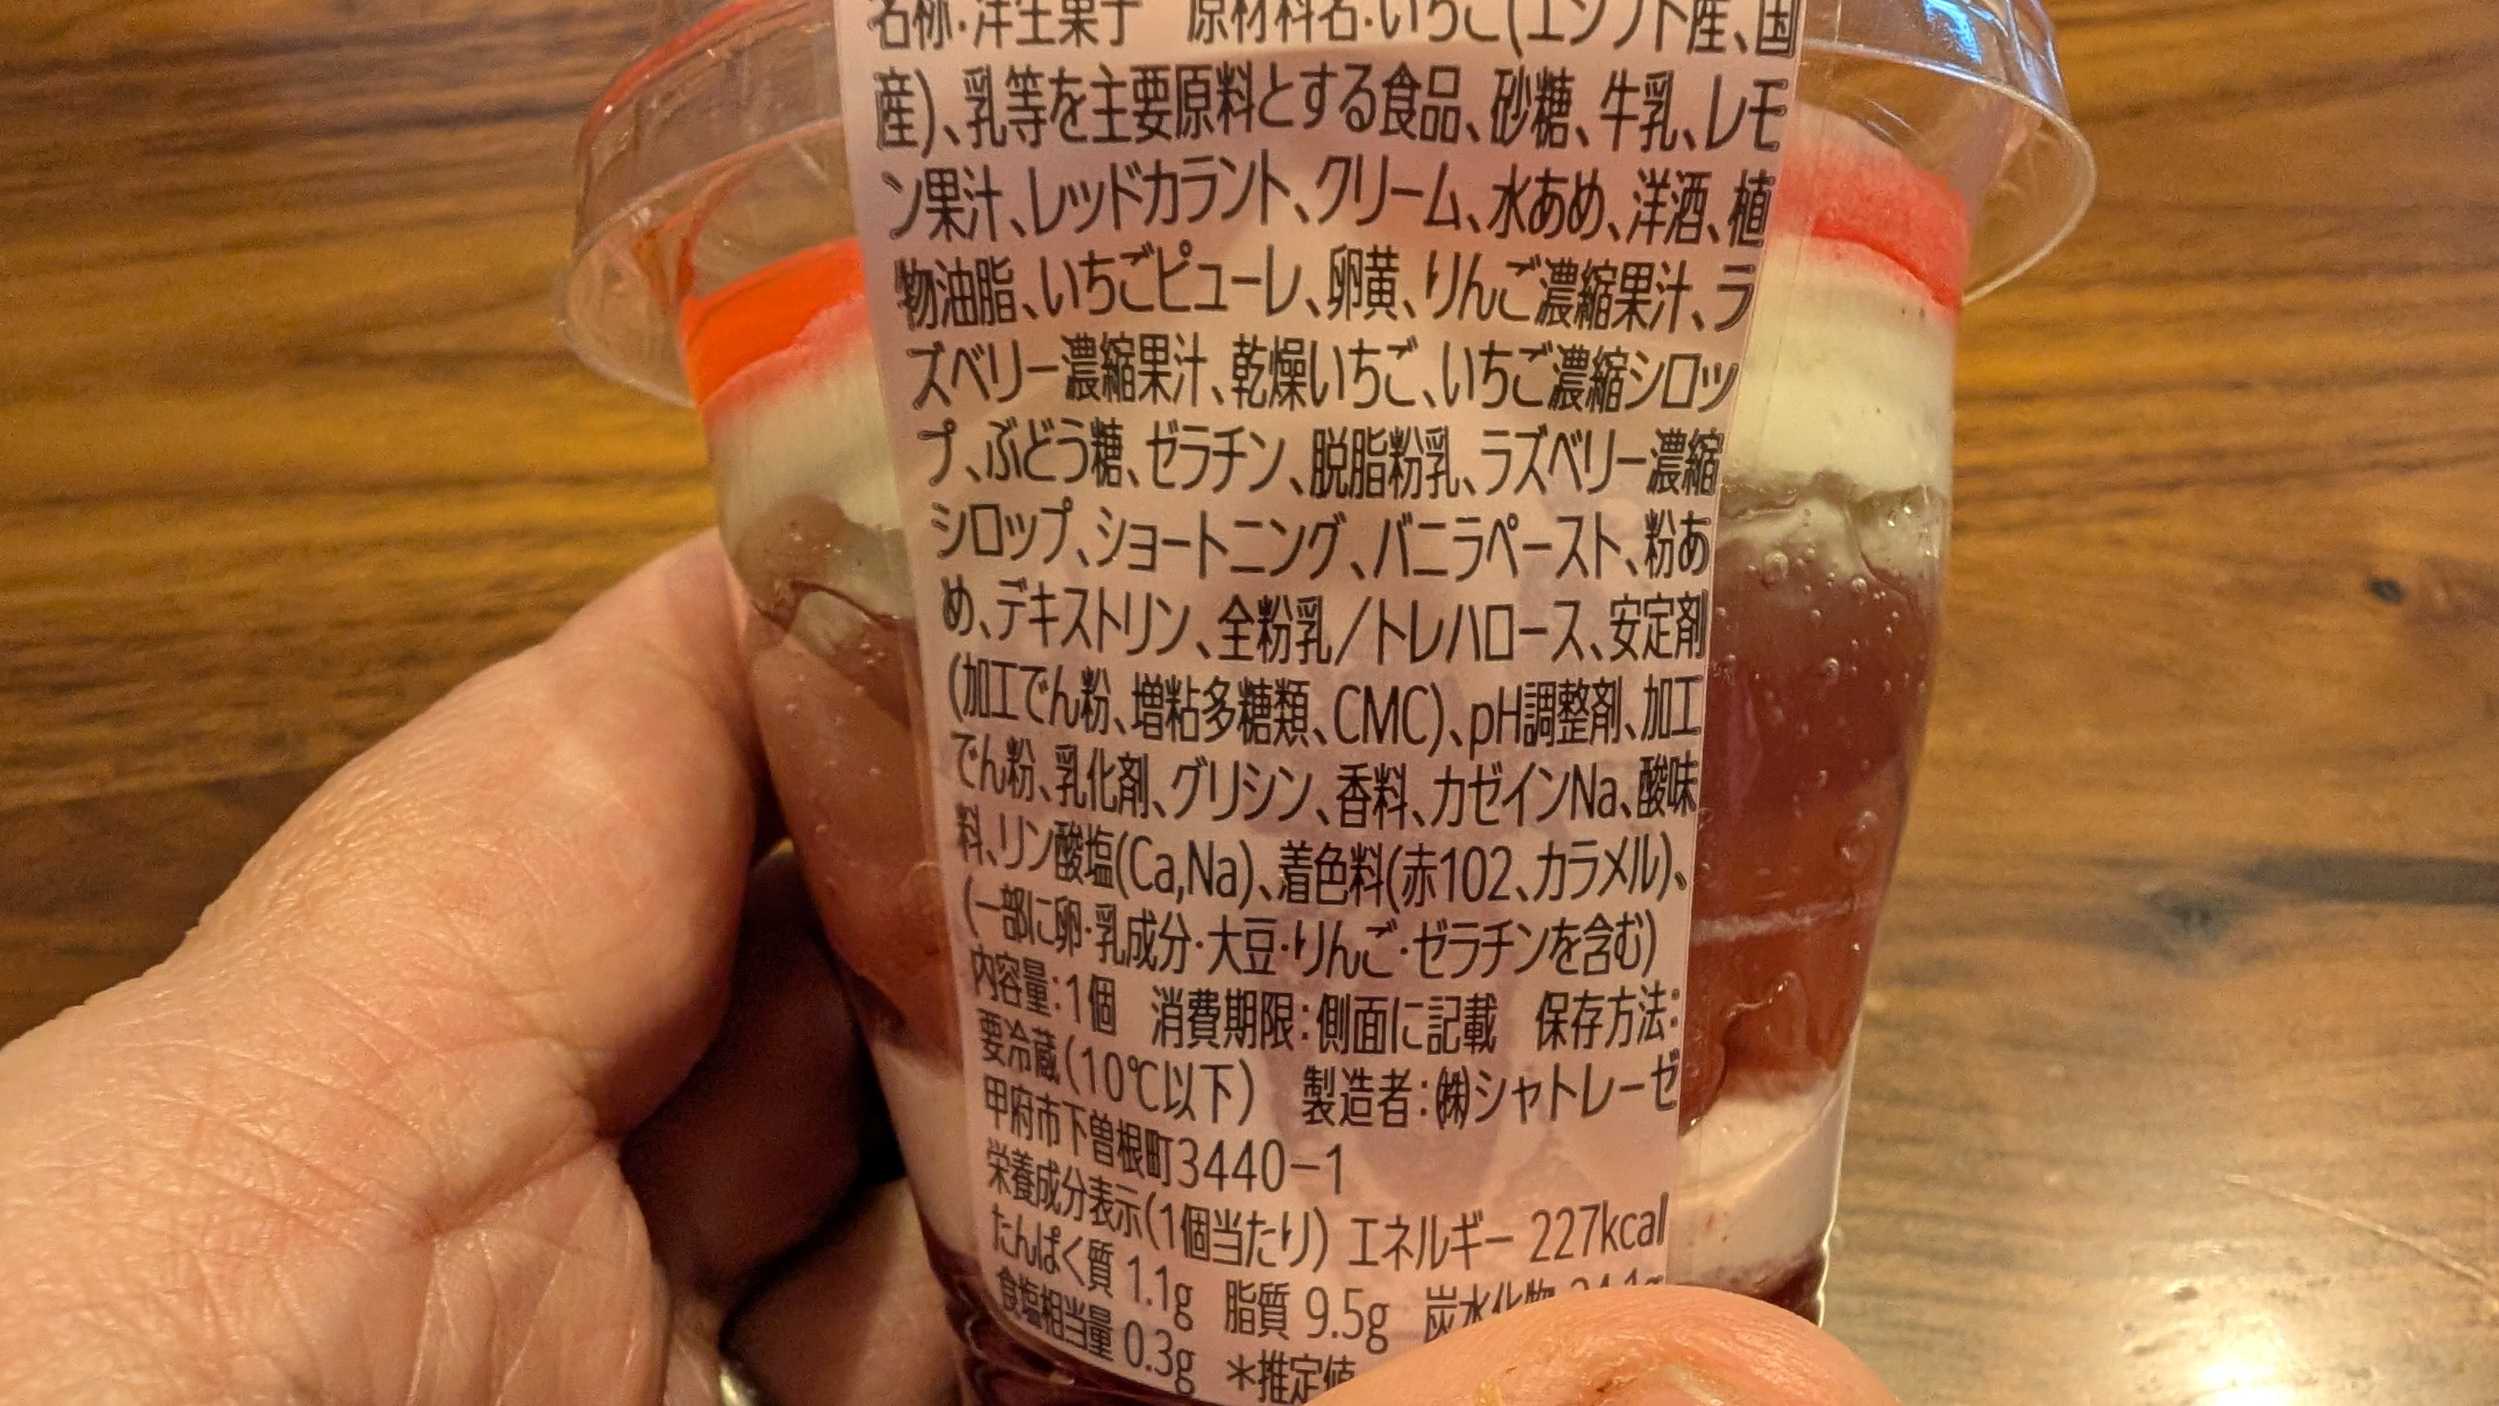 名称:洋生菓子 原材料名:いちご(エジプト産、国
産)、乳等を主要原料とする食品、砂糖、牛乳、レモ
ン果汁、レッドカラント、クリーム、水あめ、洋酒、植
物油脂、いちごピューレ、卵黄、りんご濃縮果汁、ラ
ズベリー濃縮果汁、乾燥いちご、いちご濃縮シロッ
プ、ぶどう糖、ゼラチン、脱脂粉乳、ラズベリー濃縮
シロップ、ショートニング、バニラペースト、粉あ
め、デキストリン、全粉乳/トレハロース、安定剤
(加工でん粉、増粘多糖類、CMC)、pH調整剤、加工
でん粉、乳化剤、グリシン、香料、カゼインNa、酸味
料、リン酸塩(Ca,Na)、着色料(赤102、カラメル)、
(一部に卵・乳成分・大豆・りんご・ゼラチンを含む)
内容量:1個 消費期限:側面に記載 保存方法:
要冷蔵(10℃以下) 製造者:㈱シャトレーゼ
甲府市下曽根町3440−1
栄養成分表示(1個当たり) エネルギー 227kcal
たんぱく質 1.1g 脂質 9.5g 炭水化物
食塩相当量 0.3g *推定値